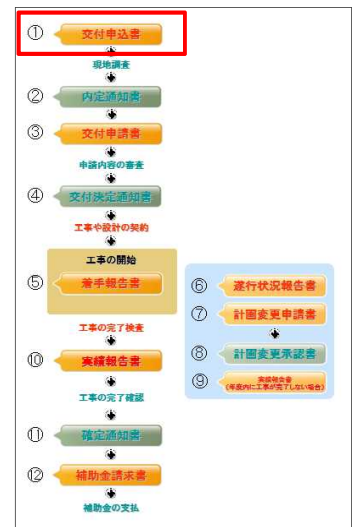 ① 交付申込書
現地調査
② 内定通知書
③ 交付申請書
申請内容の審査
④ 交付決定通知書
工事や設計の契約
工事の開始
⑤ 着手報告書
⑥ 遂行状況報告書
⑦ 計画変更申請書
⑧ 計画変更承認書
⑨ 実績報告書
(年度内に工事が完了しない場合)
工事の完了検査
⑩ 実績報告書
工事の完了確認
⑪ 確定通知書
⑫ 補助金請求書
補助金の支払